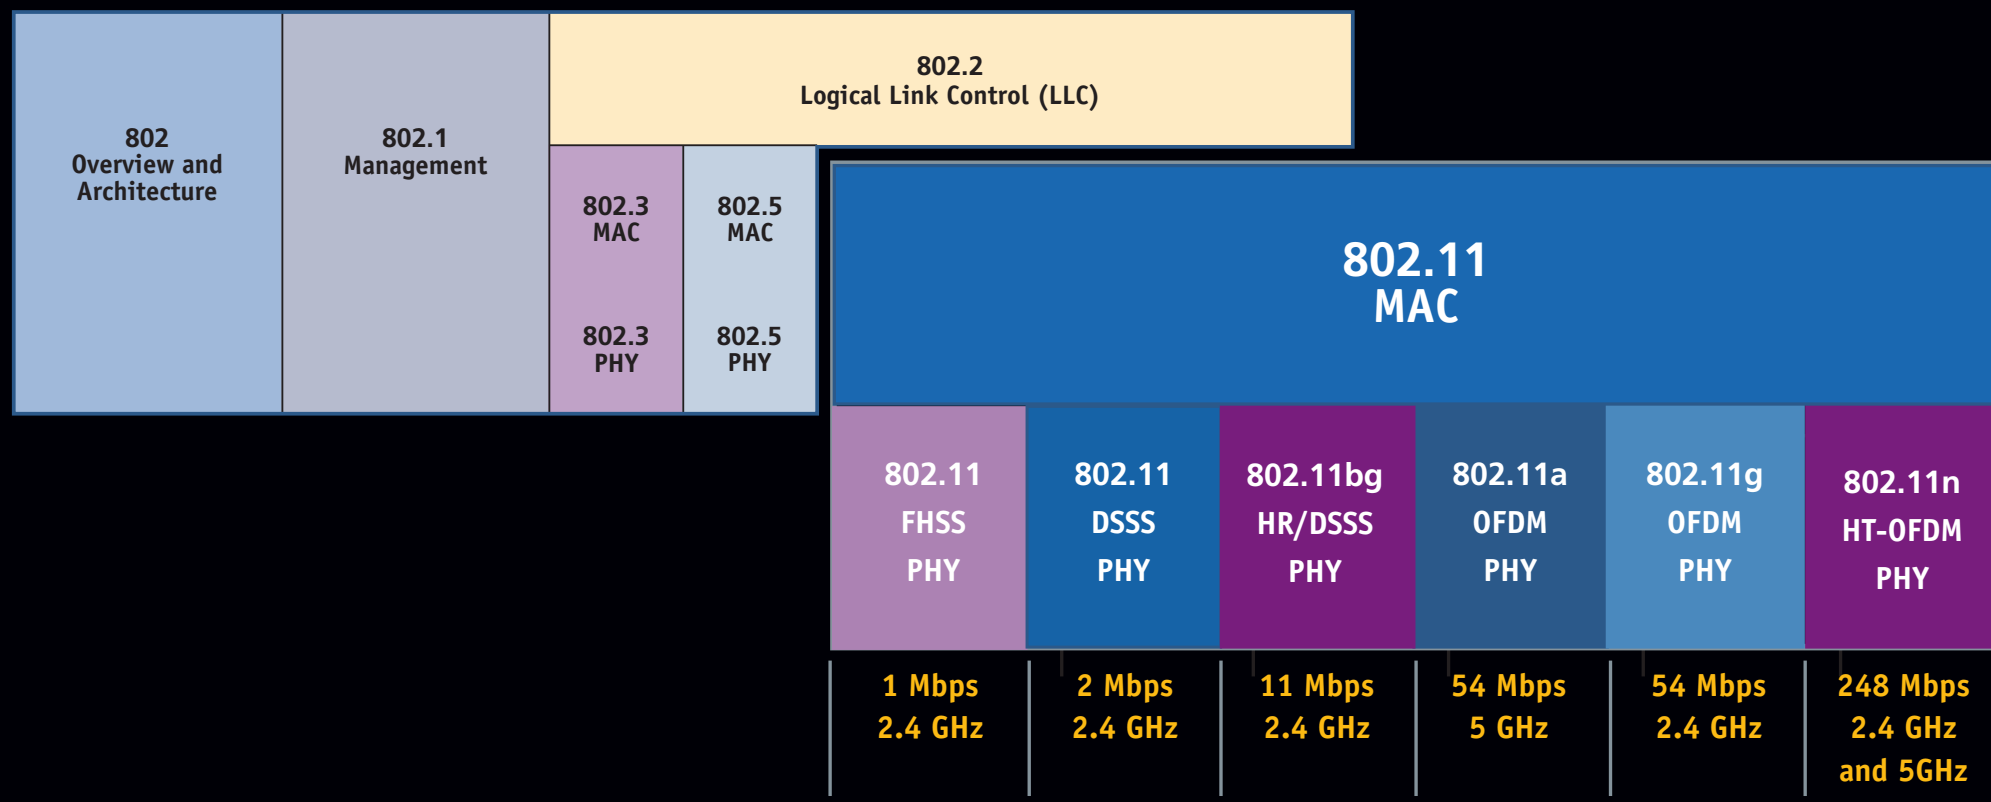 802
Overview and
Architecture
802.1
Management
802.2
Logical Link Control (LLC)
802.3
MAC
802.3
PHY
802.5
MAC
802.5
PHY
802.11
MAC
802.11
FHSS
PHY
802.11
DSSS
PHY
802.11bg
HR/DSSS
PHY
802.11a
OFDM
PHY
802.11g
OFDM
PHY
802.11n
HT-OFDM
PHY
1 Mbps
2.4 GHz
2 Mbps
2.4 GHz
11 Mbps
2.4 GHz
54 Mbps
5 GHz
54 Mbps
2.4 GHz
248 Mbps
2.4 GHz
and 5GHz